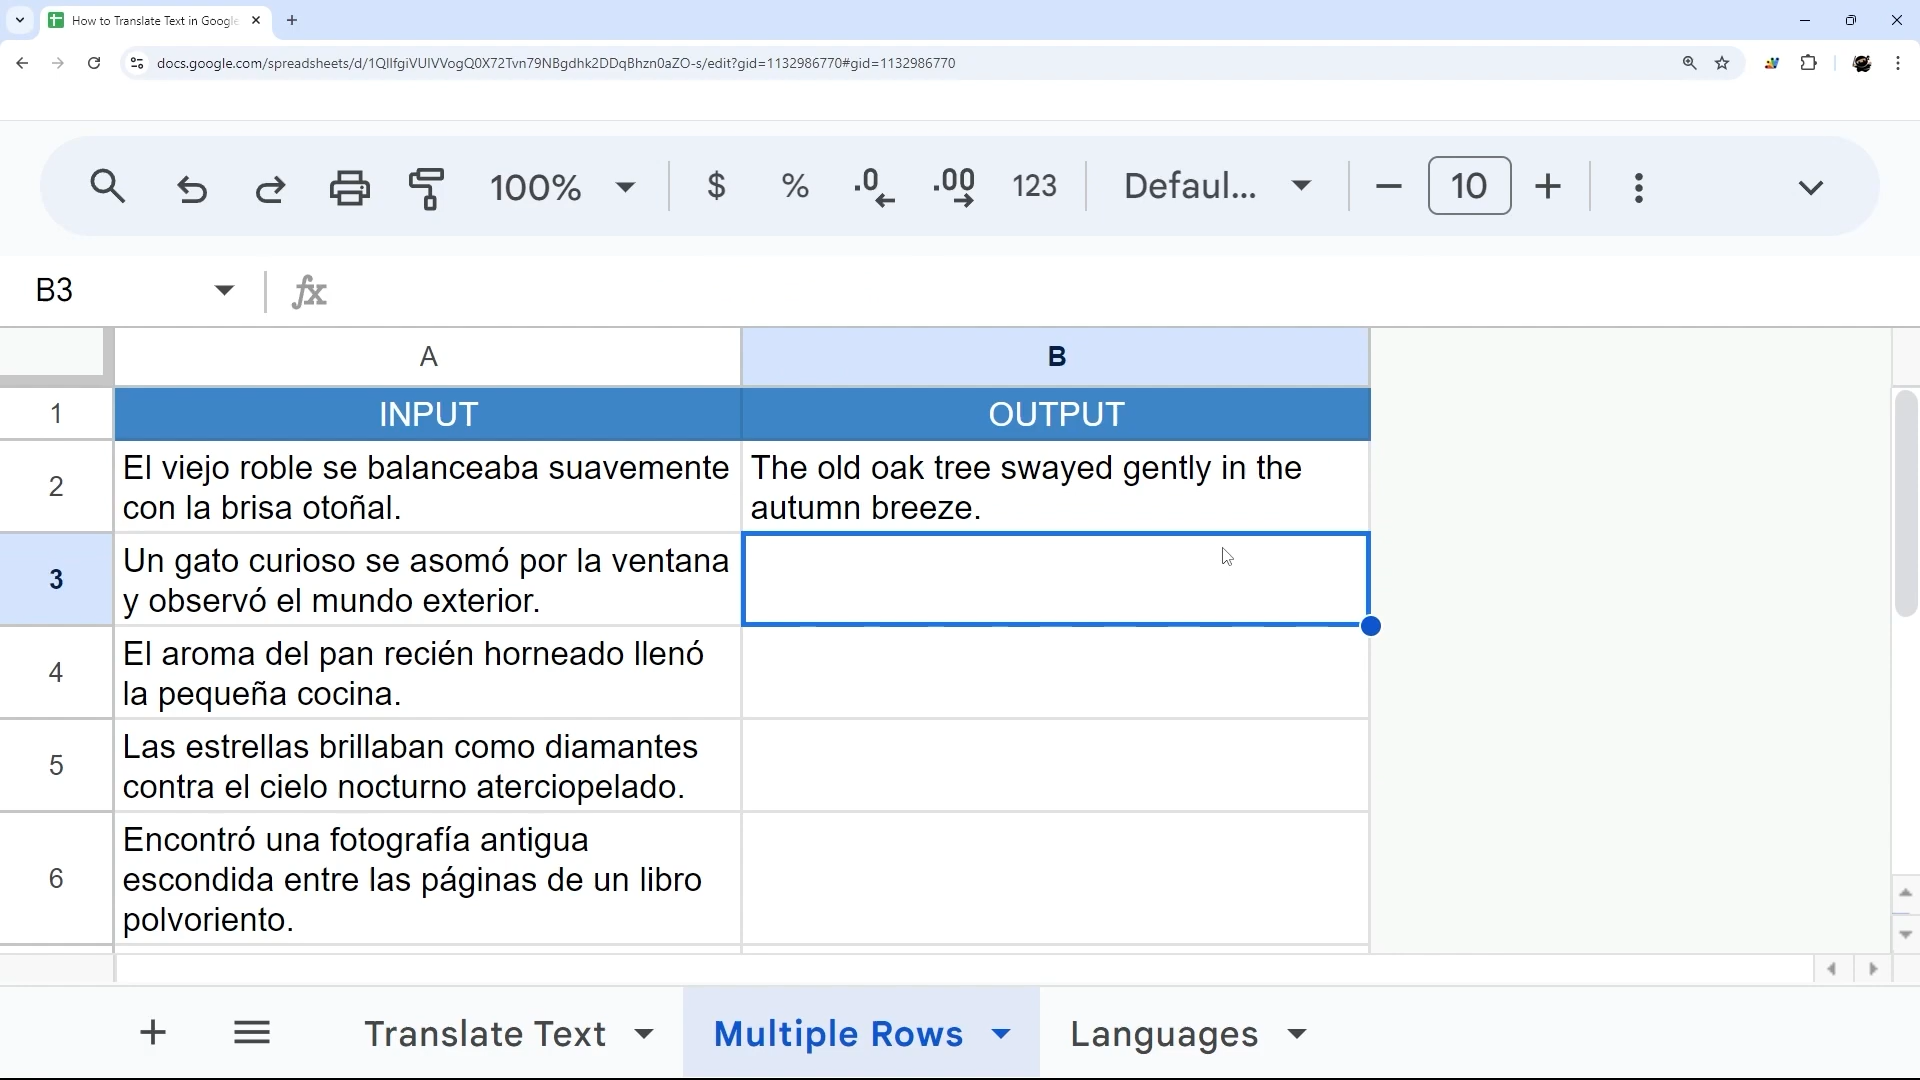 How to Translate Text in Google
docs.google.com/spreadsheets/d/1QlIfgiVUIVVogQ0X72Tvn79NBgdhk2DDqBhzn0aZO-s/edit?gid=1132986770#gid=1132986770
100% $ % .0 .00 123 Defaul... 10
B3 fx
A B
1 INPUT OUTPUT
2 El viejo roble se balanceaba suavemente
con la brisa otoñal.
The old oak tree swayed gently in the
autumn breeze.
3 Un gato curioso se asomó por la ventana
y observó el mundo exterior.
4 El aroma del pan recién horneado llenó
la pequeña cocina.
5 Las estrellas brillaban como diamantes
contra el cielo nocturno aterciopelado.
6 Encontró una fotografía antigua
escondida entre las páginas de un libro
polvoriento.
Translate Text Multiple Rows Languages